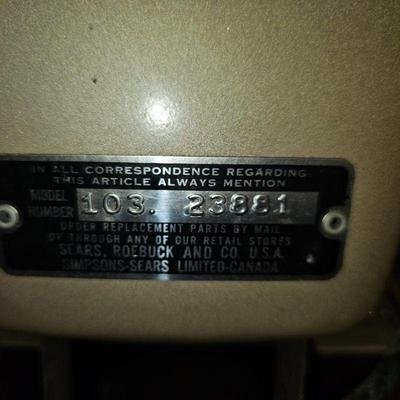 IN ALL CORRESPONDENCE REGARDING
THIS ARTICLE ALWAYS MENTION
MODEL NUMBER 103. 23881
ORDER REPLACEMENT PARTS BY MAIL
OR THROUGH ANY OF OUR RETAIL STORES
SEARS, ROEBUCK AND CO. U.S.A.
SIMPSONS-SEARS LIMITED-CANADA